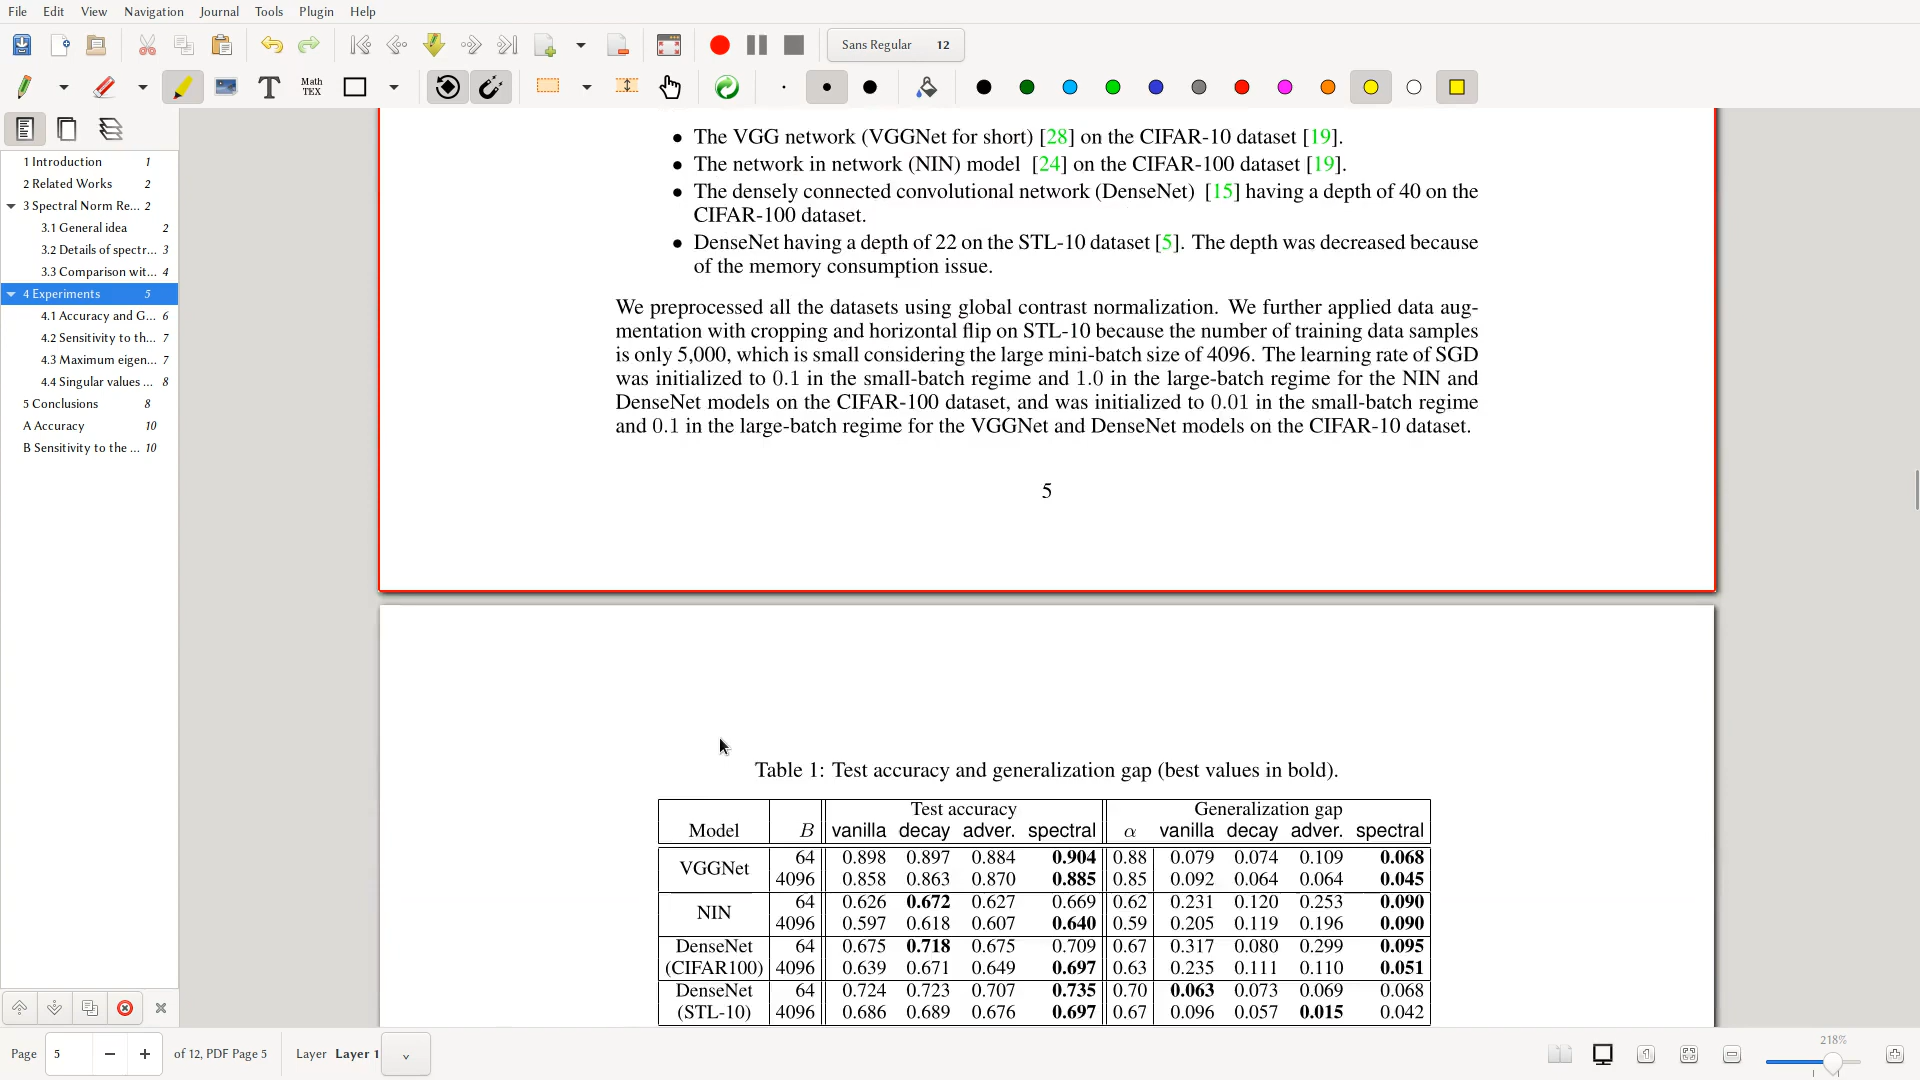 File Edit View Navigation Journal Tools Plugin Help
Sans Regular 12
Math TEX
1 Introduction 1
2 Related Works 2
3 Spectral Norm Re... 2
3.1 General idea 2
3.2 Details of spectr... 3
3.3 Comparison wit... 4
4 Experiments 5
4.1 Accuracy and G... 6
4.2 Sensitivity to th... 7
4.3 Maximum eigen... 7
4.4 Singular values ... 8
5 Conclusions 8
A Accuracy 10
B Sensitivity to the ... 10
• The VGG network (VGGNet for short) [28] on the CIFAR-10 dataset [19].
• The network in network (NIN) model [24] on the CIFAR-100 dataset [19].
• The densely connected convolutional network (DenseNet) [15] having a depth of 40 on the
CIFAR-100 dataset.
• DenseNet having a depth of 22 on the STL-10 dataset [5]. The depth was decreased because
of the memory consumption issue.
We preprocessed all the datasets using global contrast normalization. We further applied data aug-
mentation with cropping and horizontal flip on STL-10 because the number of training data samples
is only 5,000, which is small considering the large mini-batch size of 4096. The learning rate of SGD
was initialized to 0.1 in the small-batch regime and 1.0 in the large-batch regime for the NIN and
DenseNet models on the CIFAR-100 dataset, and was initialized to 0.01 in the small-batch regime
and 0.1 in the large-batch regime for the VGGNet and DenseNet models on the CIFAR-10 dataset.
5
Table 1: Test accuracy and generalization gap (best values in bold).
Test accuracy Generalization gap
Model B vanilla decay adver. spectral α vanilla decay adver. spectral
VGGNet 64 0.898 0.897 0.884 0.904 0.88 0.079 0.074 0.109 0.068
4096 0.858 0.863 0.870 0.885 0.85 0.092 0.064 0.064 0.045
NIN 64 0.626 0.672 0.627 0.669 0.62 0.231 0.120 0.253 0.090
4096 0.597 0.618 0.607 0.640 0.59 0.205 0.119 0.196 0.090
DenseNet 64 0.675 0.718 0.675 0.709 0.67 0.317 0.080 0.299 0.095
(CIFAR100) 4096 0.639 0.671 0.649 0.697 0.63 0.235 0.111 0.110 0.051
DenseNet 64 0.724 0.723 0.707 0.735 0.70 0.063 0.073 0.069 0.068
(STL-10) 4096 0.686 0.689 0.676 0.697 0.67 0.096 0.057 0.015 0.042
Page 5 of 12, PDF Page 5 Layer Layer 1 218%